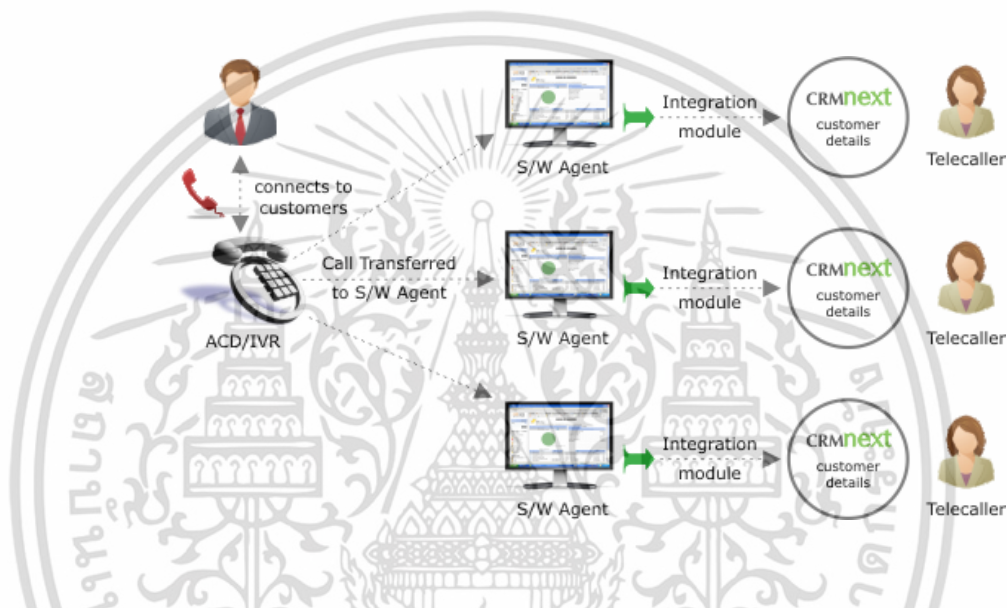 connects to
customers
ACD/IVR
Call Transferred
to S/W Agent
S/W Agent
Integration
module
CRMnext
customer
details
Telecaller
S/W Agent
Integration
module
CRMnext
customer
details
Telecaller
S/W Agent
Integration
module
CRMnext
customer
details
Telecaller